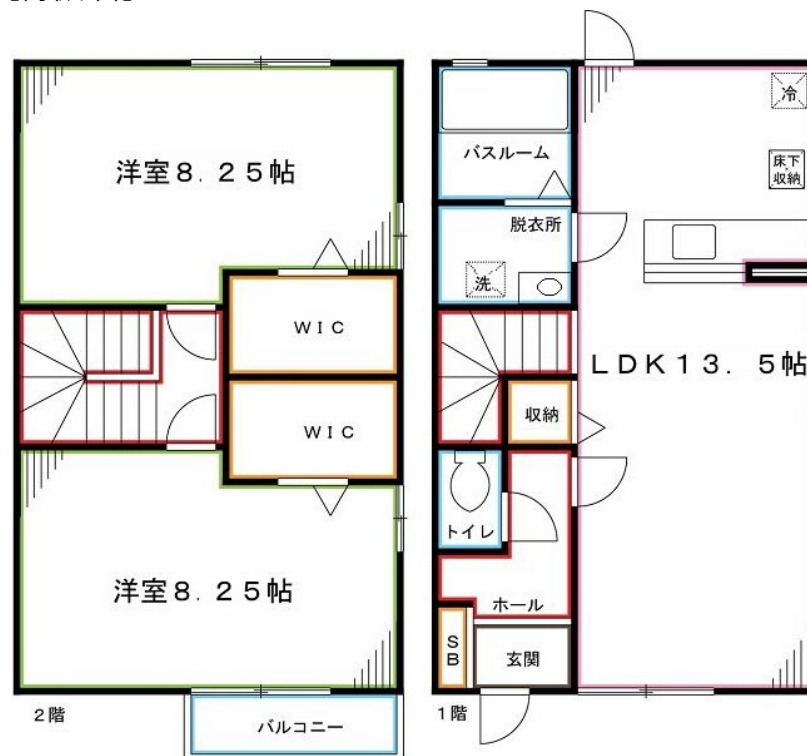 洋室8.25帖
WIC
WIC
洋室8.25帖
2階
バルコニー
バスルーム
脱衣所
洗
冷
床下
収納
LDK13.5帖
収納
トイレ
ホール
SB
玄関
1階